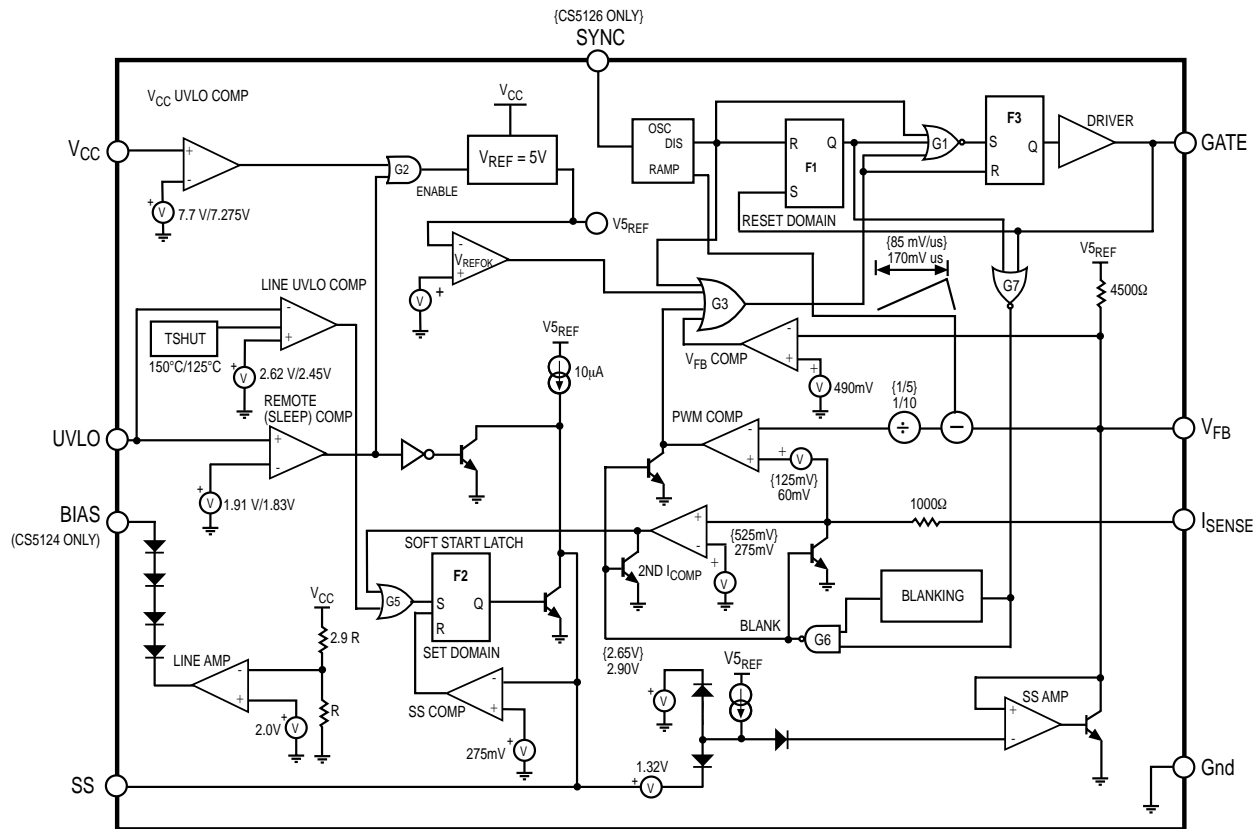 {CS5126 ONLY}
SYNC
VCC UVLO COMP
VCC
VCC
+
-
+
V
7.7 V/7.275V
G2
ENABLE
VREF = 5V
V5REF
OSC
DIS
RAMP
R
Q
F1
S
RESET DOMAIN
G1
F3
S
Q
R
DRIVER
GATE
-
VREFOK
+
V
+
{85 mV/us}
170mV us
G7
V5REF
4500Ω
LINE UVLO COMP
-
+
TSHUT
150°C/125°C
+
V
2.62 V/2.45V
G3
VFB COMP
-
+
+
V
490mV
V5REF
10µA
REMOTE
(SLEEP) COMP
UVLO
+
-
+
V
1.91 V/1.83V
PWM COMP
-
+
+
V
{125mV}
60mV
{1/5}
1/10
÷
−
VFB
BIAS
(CS5124 ONLY)
1000Ω
ISENSE
+
-
{525mV}
275mV
+
V
2ND ICOMP
SOFT START LATCH
F2
G5
S
Q
R
SET DOMAIN
BLANKING
BLANK
G6
VCC
2.9 R
LINE AMP
-
+
R
2.0V
+
V
SS COMP
-
+
275mV
+
V
{2.65V}
2.90V
+
V
V5REF
SS AMP
+
-
1.32V
+
V
SS
Gnd